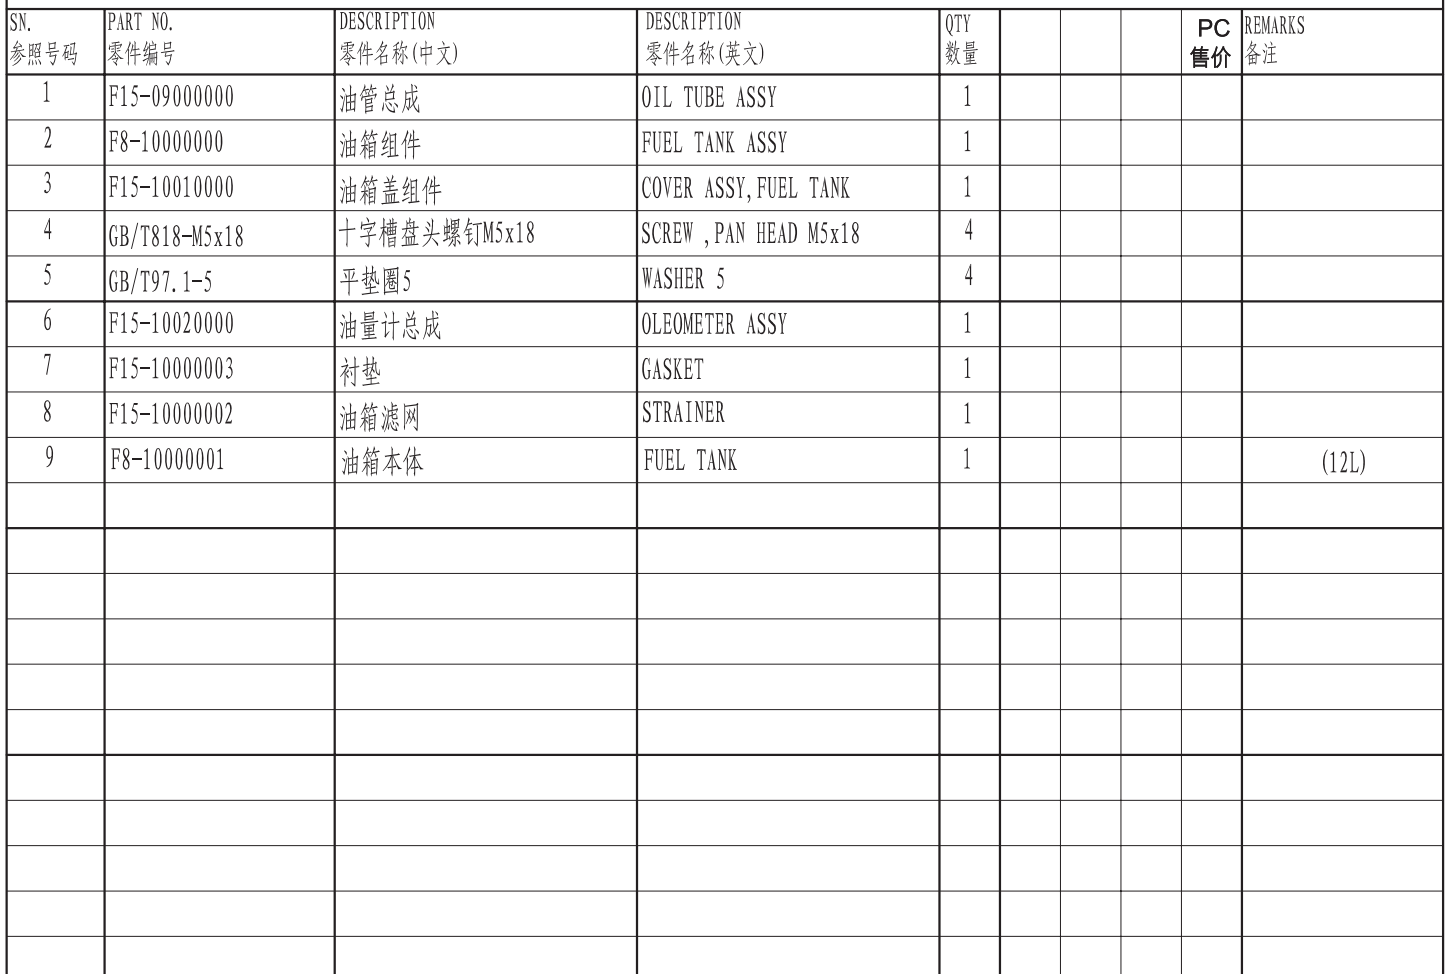 SN. PART NO. DESCRIPTION DESCRIPTION QTY PC REMARKS
参照号码 零件编号 零件名称(中文) 零件名称(英文) 数量 售价 备注
1 F15-09000000 油管总成 OIL TUBE ASSY 1
2 F8-10000000 油箱组件 FUEL TANK ASSY 1
3 F15-10010000 油箱盖组件 COVER ASSY,FUEL TANK 1
4 GB/T818-M5x18 十字槽盘头螺钉M5x18 SCREW ,PAN HEAD M5x18 4
5 GB/T97.1-5 平垫圈5 WASHER 5 4
6 F15-10020000 油量计总成 OLEOMETER ASSY 1
7 F15-10000003 衬垫 GASKET 1
8 F15-10000002 油箱滤网 STRAINER 1
9 F8-10000001 油箱本体 FUEL TANK 1 (12L)